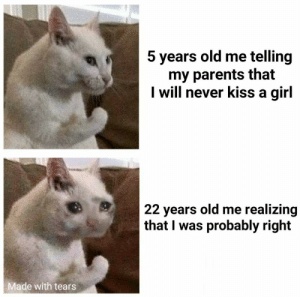 5 years old me telling
my parents that
I will never kiss a girl
22 years old me realizing
that I was probably right
Made with tears